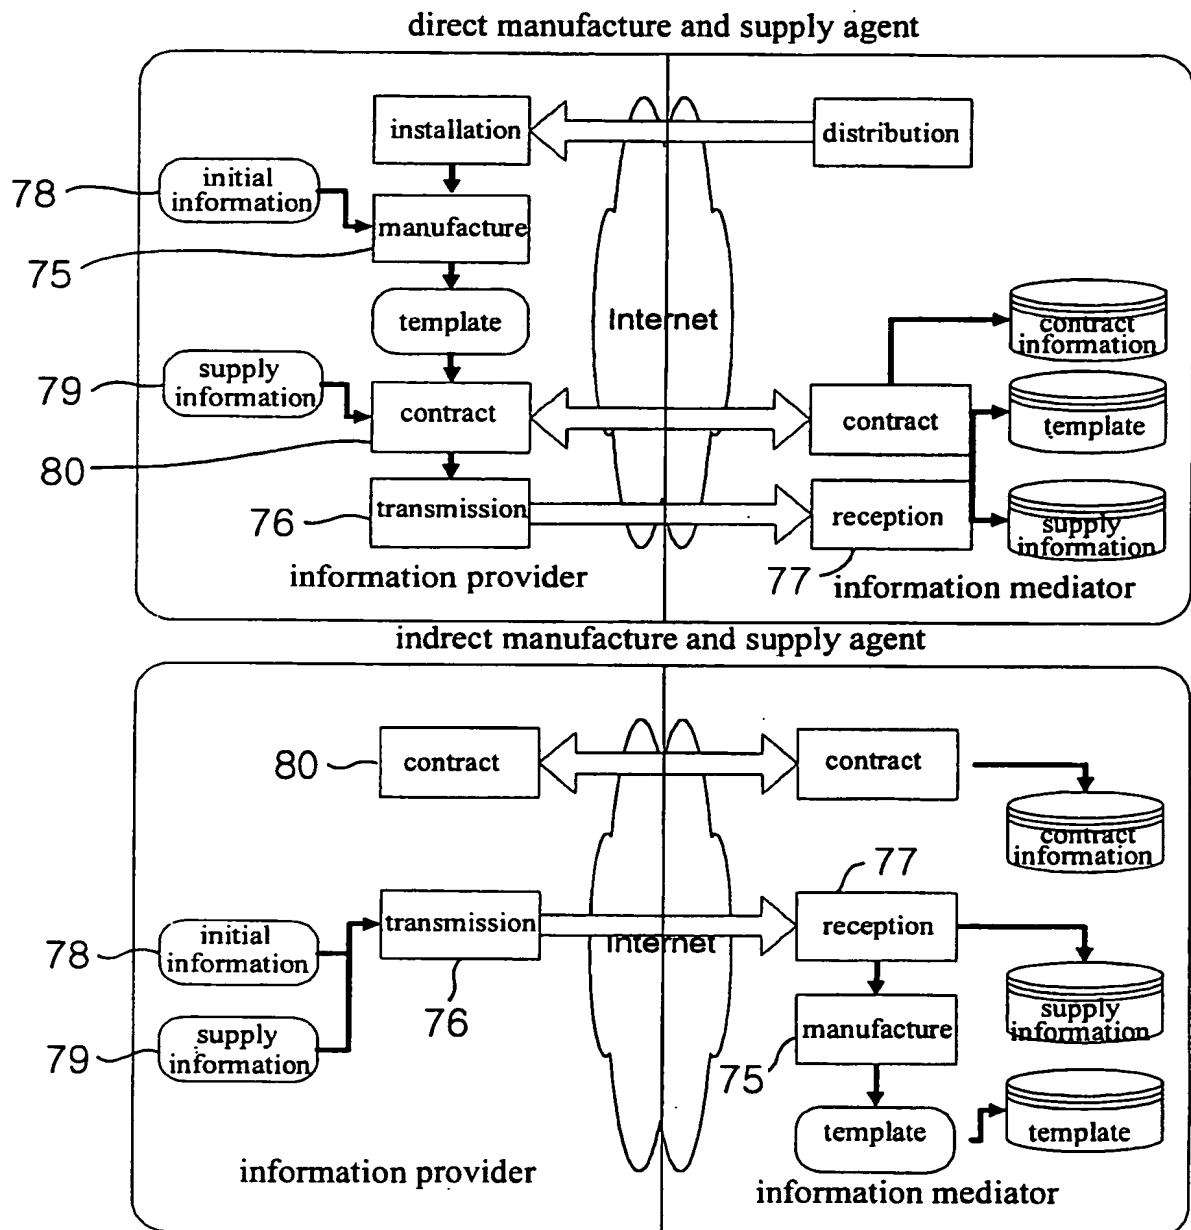 direct manufacture and supply agent
installation
distribution
78
initial
information
manufacture
75
template
Internet
contract
information
79
supply
information
contract
contract
template
80
76
transmission
reception
supply
information
information provider
77
information mediator
indirect manufacture and supply agent
80
contract
contract
contract
information
77
transmission
reception
78
initial
information
Internet
76
supply
information
79
supply
information
manufacture
75
template
template
information provider
information mediator